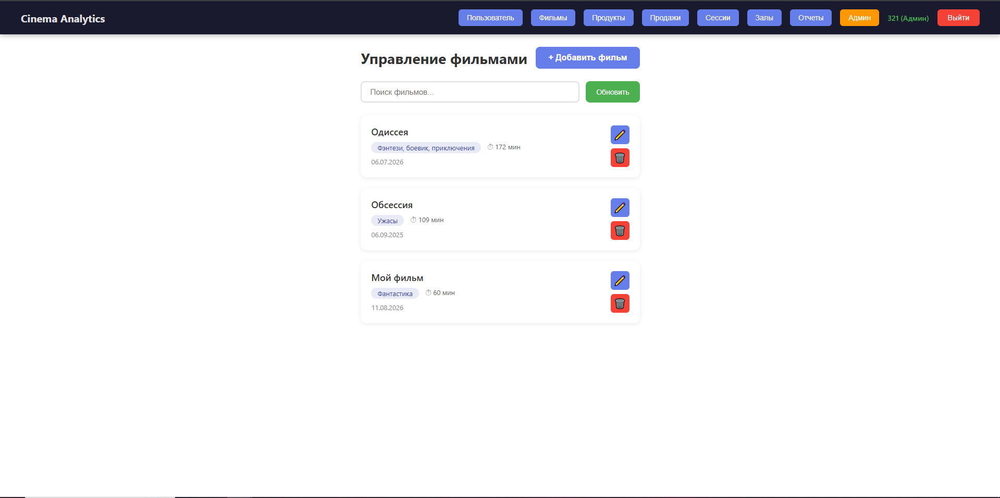 Cinema Analytics
Пользователь Фильмы Продукты Продажи Сессии Залы Отчеты Админ 321 (Админ) Выйти
Управление фильмами + Добавить фильм
Поиск фильмов... Обновить
Одиссея
Фэнтези, боевик, приключения 172 мин
06.07.2026
Обсессия
Ужасы 109 мин
06.09.2025
Мой фильм
Фантастика 60 мин
11.08.2026